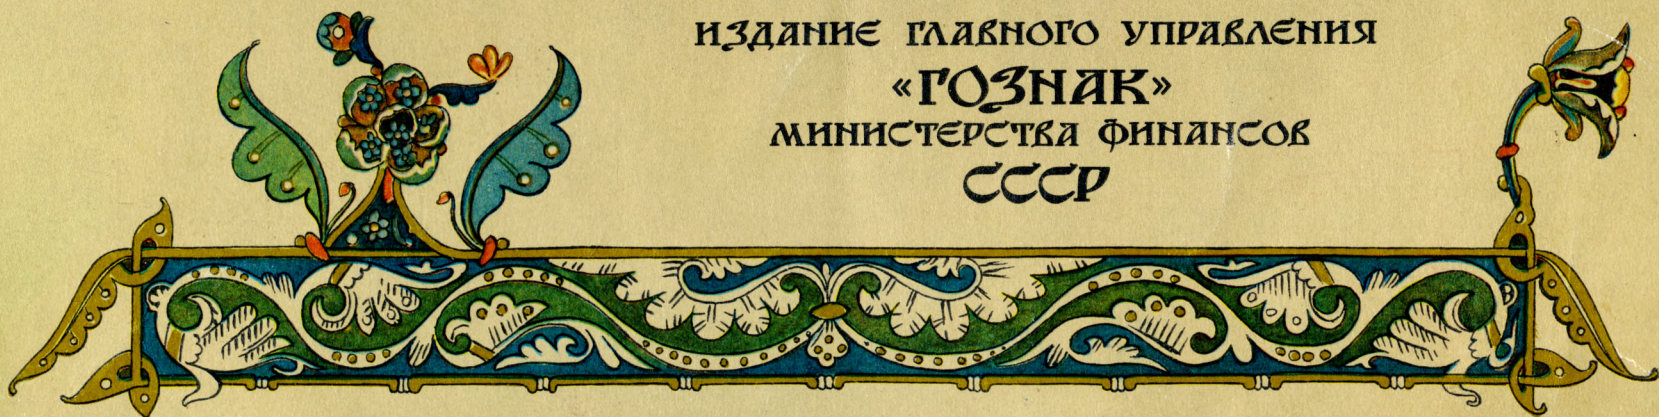 ИЗДАНИЕ ГЛАВНОГО УПРАВЛЕНИЯ
«ГОЗНАК»
МИНИСТЕРСТВА ФИНАНСОВ
СССР